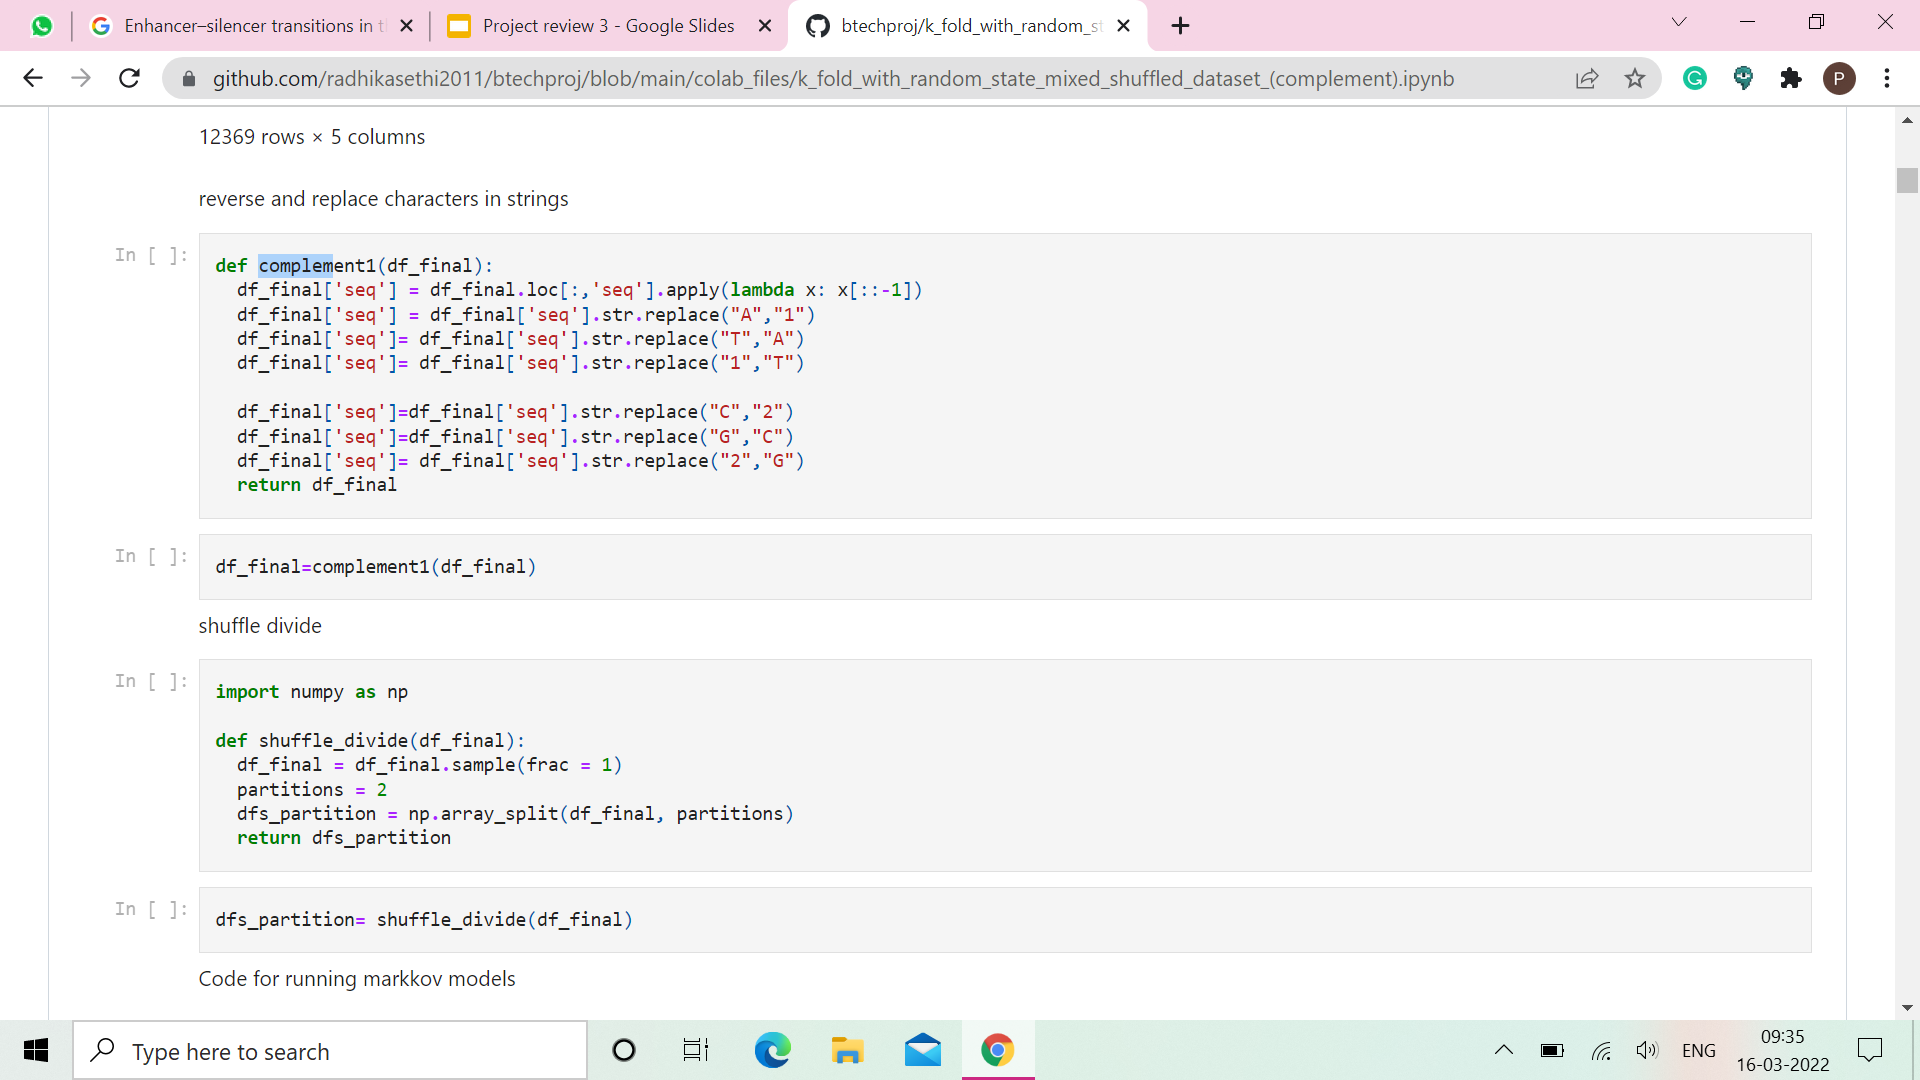 Enhancer–silencer transitions in t
Project review 3 - Google Slides
btechproj/k_fold_with_random_st
github.com/radhikasethi2011/btechproj/blob/main/colab_files/k_fold_with_random_state_mixed_shuffled_dataset_(complement).ipynb
P
12369 rows × 5 columns
reverse and replace characters in strings
In [ ]:
def complement1(df_final):
  df_final['seq'] = df_final.loc[:,'seq'].apply(lambda x: x[::-1])
  df_final['seq'] = df_final['seq'].str.replace("A","1")
  df_final['seq']= df_final['seq'].str.replace("T","A")
  df_final['seq']= df_final['seq'].str.replace("1","T")
  df_final['seq']=df_final['seq'].str.replace("C","2")
  df_final['seq']=df_final['seq'].str.replace("G","C")
  df_final['seq']= df_final['seq'].str.replace("2","G")
  return df_final
In [ ]:
df_final=complement1(df_final)
shuffle divide
In [ ]:
import numpy as np
def shuffle_divide(df_final):
  df_final = df_final.sample(frac = 1)
  partitions = 2
  dfs_partition = np.array_split(df_final, partitions)
  return dfs_partition
In [ ]:
dfs_partition= shuffle_divide(df_final)
Code for running markkov models
Type here to search
ENG
09:35
16-03-2022